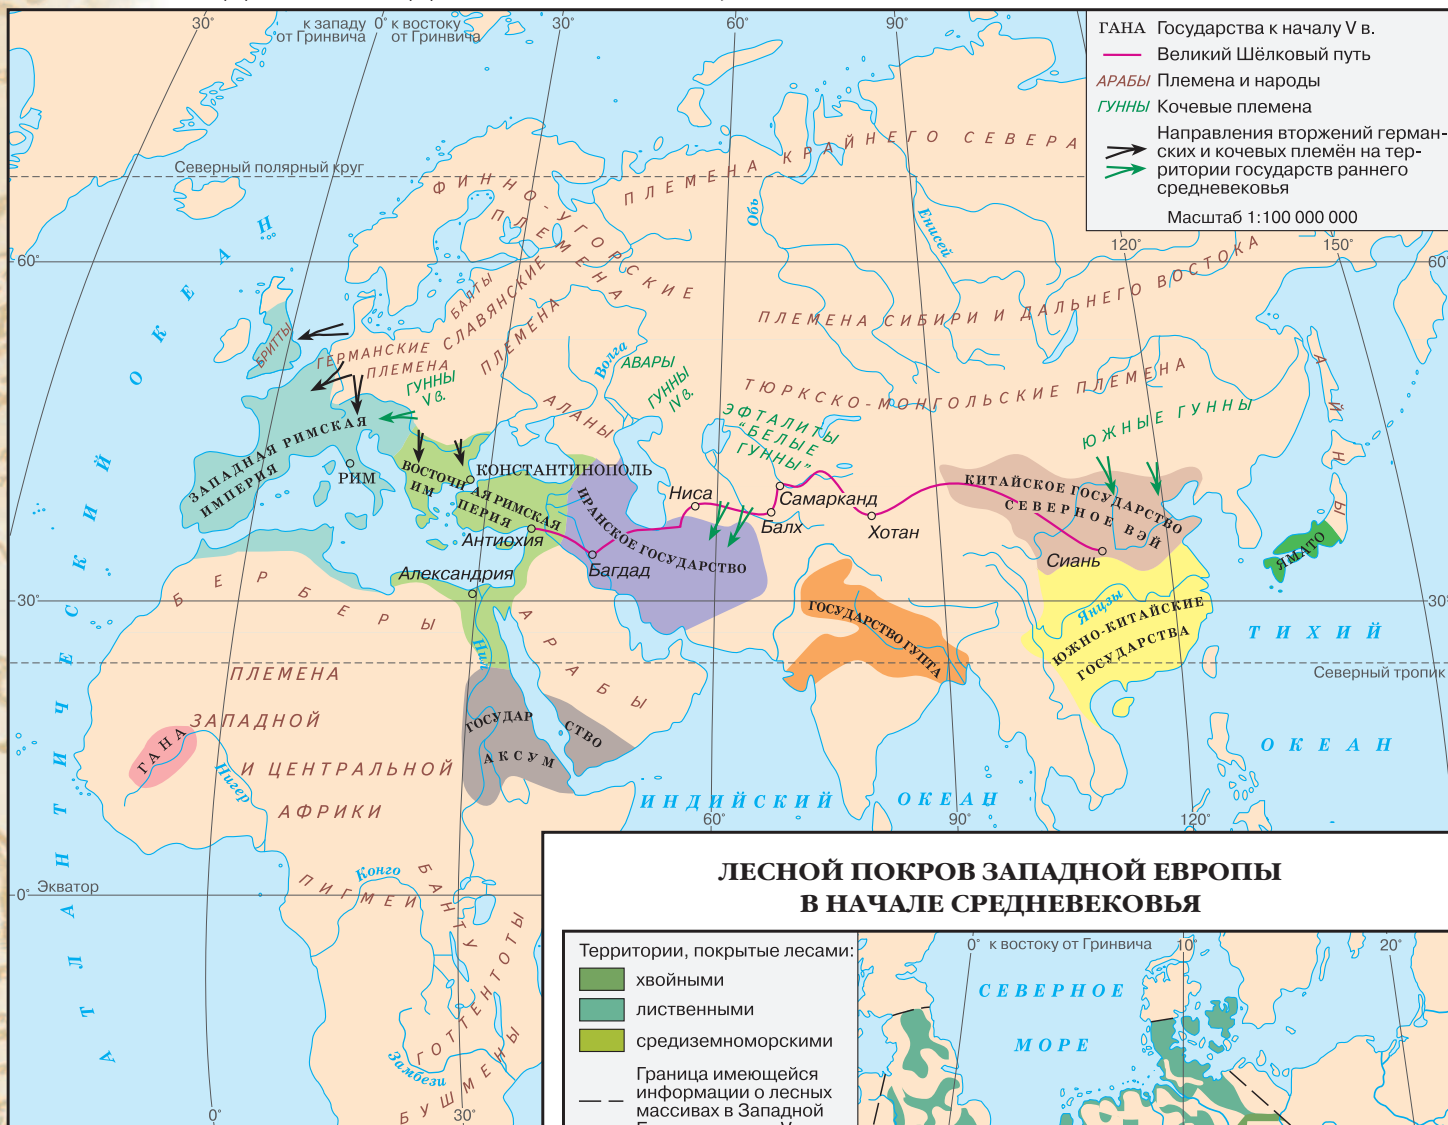 30°
к западу
от Гринвича
0°
к востоку
от Гринвича
30°
60°
90°
ГАНА Государства к началу V в.
Великий Шёлковый путь
АРАБЫ Племена и народы
ГУННЫ Кочевые племена
Направления вторжений герман-
ских и кочевых племён на тер-
ритории государств раннего
средневековья
Масштаб 1:100 000 000
120°
150°
Северный полярный круг
60°
60°
ПЛЕМЕНА КРАЙНЕГО СЕВЕРА
ФИННО-УГОРСКИЕ
ПЛЕМЕНА
Обь
Енисей
ПЛЕМЕНА СИБИРИ И ДАЛЬНЕГО ВОСТОКА
БАЛТЫ
СЛАВЯНСКИЕ
ПЛЕМЕНА
БРИТТЫ
ГЕРМАНСКИЕ
ПЛЕМЕНА
ГУННЫ
V в.
Волга
АВАРЫ
ГУННЫ
IV в.
АЛАНЫ
ТЮРКСКО-МОНГОЛЬСКИЕ ПЛЕМЕНА
ЭФТАЛИТЫ
"БЕЛЫЕ
ГУННЫ"
ЮЖНЫЕ ГУННЫ
АЙНЫ
ЗАПАДНАЯ РИМСКАЯ
ИМПЕРИЯ
РИМ
ВОСТОЧНАЯ РИМСКАЯ
ИМПЕРИЯ
КОНСТАНТИНОПОЛЬ
ИРАНСКОЕ ГОСУДАРСТВО
Ниса
Самарканд
Балх
Хотан
КИТАЙСКОЕ ГОСУДАРСТВО
СЕВЕРНОЕ ВЭЙ
Сиань
ЯМАТО
Антиохия
Багдад
Александрия
30°
30°
БЕРБЕРЫ
АРАБЫ
Нил
ГОСУДАРСТВО ГУПТА
Янцзы
ЮЖНО-КИТАЙСКИЕ
ГОСУДАРСТВА
ТИХИЙ
ОКЕАН
Северный тропик
ПЛЕМЕНА
ЗАПАДНОЙ
И ЦЕНТРАЛЬНОЙ
АФРИКИ
ГАНА
Нигер
ГОСУДАРСТВО
АКСУМ
ИНДИЙСКИЙ ОКЕАН
60°
90°
120°
АТЛАНТИЧЕСКИЙ ОКЕАН
0° Экватор
Конго
ПИГМЕИ
БАНТУ
ГОТТЕНТОТЫ
Замбези
БУШМЕНЫ
0°
30°
ЛЕСНОЙ ПОКРОВ ЗАПАДНОЙ ЕВРОПЫ
В НАЧАЛЕ СРЕДНЕВЕКОВЬЯ
Территории, покрытые лесами:
хвойными
лиственными
средиземноморскими
Граница имеющейся
информации о лесных
массивах в Западной
0° к востоку от Гринвича
10°
20°
СЕВЕРНОЕ
МОРЕ